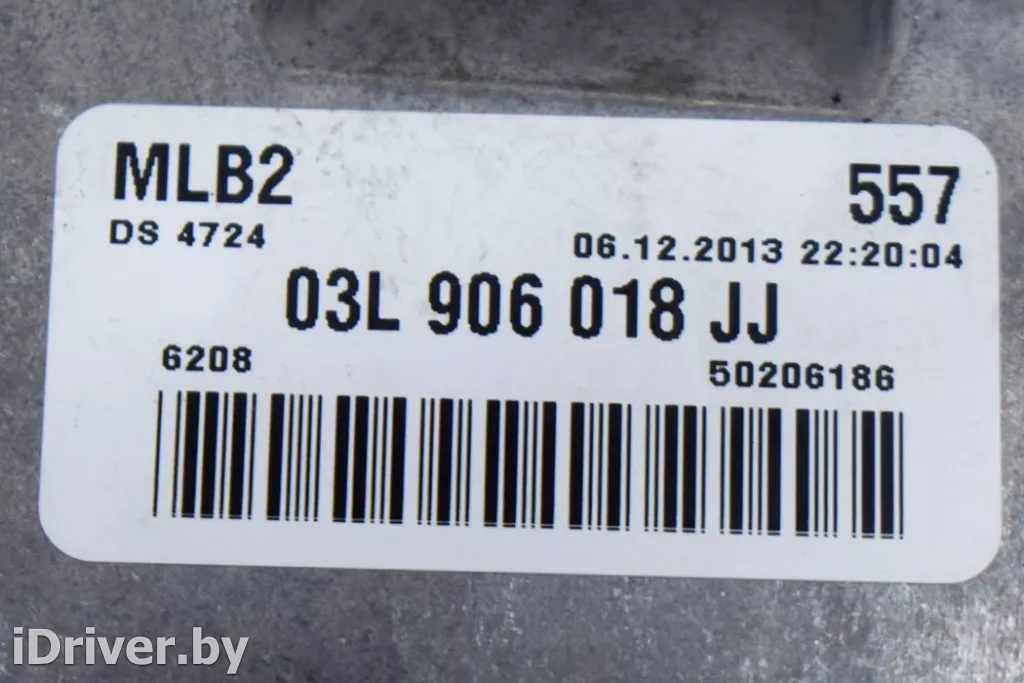 MLB2 557
DS 4724 06.12.2013 22:20:04
03L 906 018 JJ
6208 50206186
iDriver.by